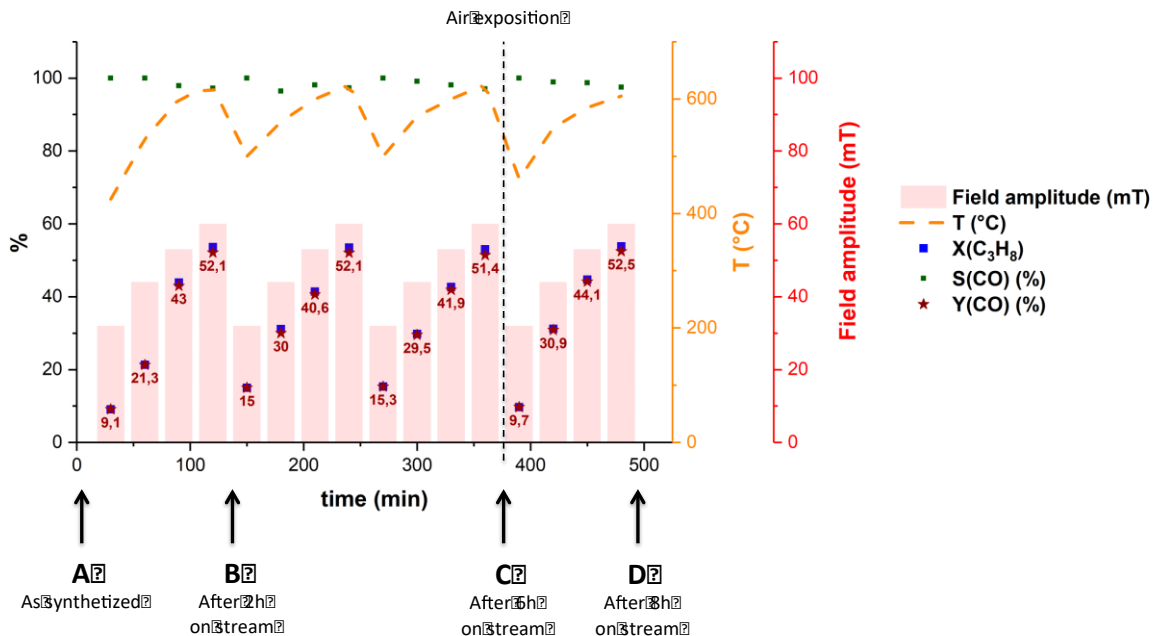 Air exposition
%
100
80
60
40
20
0
0 100 200 300 400 500
time (min)
9,1
21,3
43
52,1
15
30
40,6
52,1
15,3
29,5
41,9
51,4
9,7
30,9
44,1
52,5
600
400
200
0
T (°C)
100
80
60
40
20
0
Field amplitude (mT)
Field amplitude (mT)
T (°C)
X(C₃H₈)
S(CO) (%)
Y(CO) (%)
A
As synthetized
B
After 2h
on stream
C
After 6h
on stream
D
After 8h
on stream